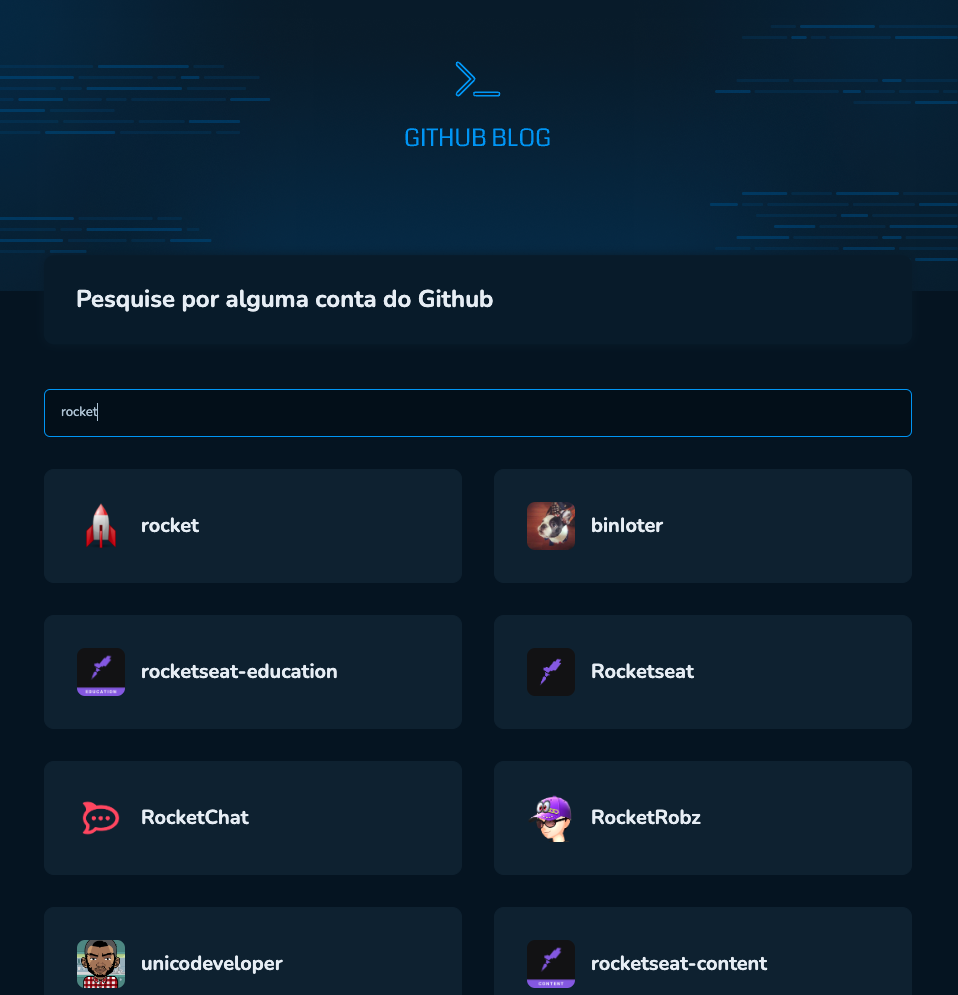 GITHUB BLOG
Pesquise por alguma conta do Github
rocket
rocket
binloter
EDUCATION
rocketseat-education
Rocketseat
RocketChat
RocketRobz
unicodeveloper
CONTENT
rocketseat-content